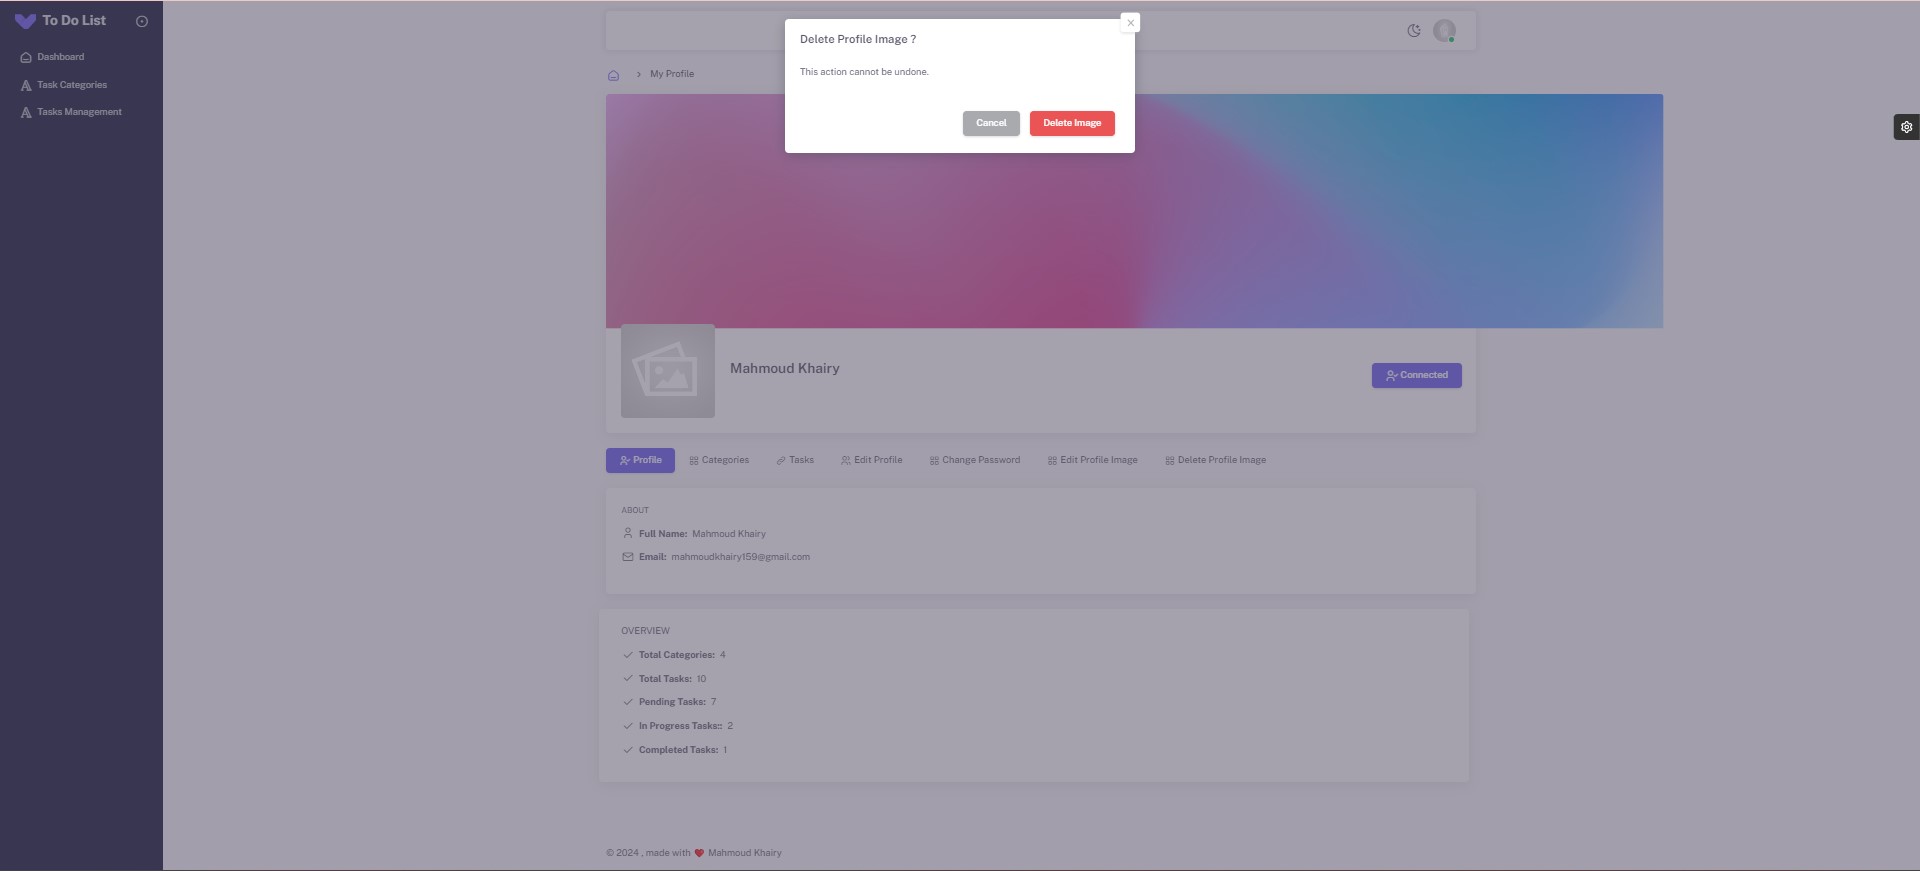 To Do List
Dashboard
Task Categories
Tasks Management
Delete Profile Image ?
This action cannot be undone.
Cancel
Delete Image
My Profile
Mahmoud Khairy
Connected
Profile
Categories
Tasks
Edit Profile
Change Password
Edit Profile Image
Delete Profile Image
ABOUT
Full Name: Mahmoud Khairy
Email: mahmoudkhairy159@gmail.com
OVERVIEW
Total Categories: 4
Total Tasks: 10
Pending Tasks: 7
In Progress Tasks:: 2
Completed Tasks: 1
© 2024 , made with ❤️ Mahmoud Khairy